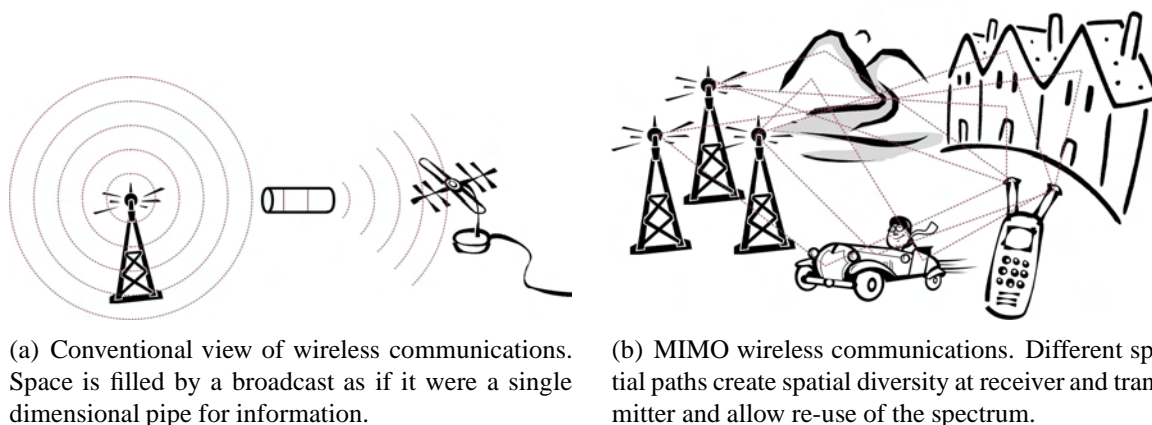 (a) Conventional view of wireless communications.
Space is filled by a broadcast as if it were a single
dimensional pipe for information.
(b) MIMO wireless communications. Different sp
tial paths create spatial diversity at receiver and tran
mitter and allow re-use of the spectrum.